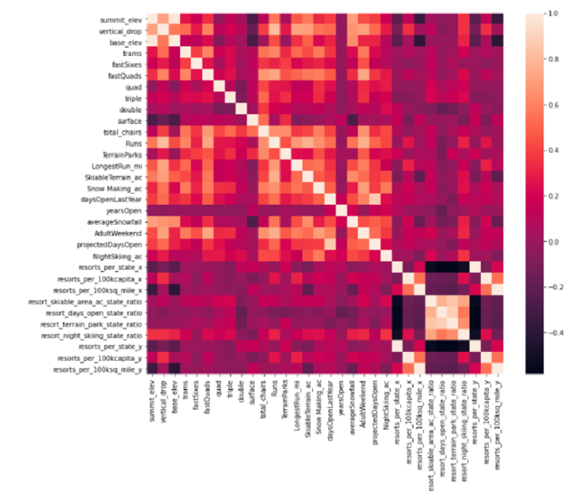 summit_elev
vertical_drop
base_elev
trams
fastSixes
fastQuads
quad
triple
double
surface
total_chairs
Runs
TerrainParks
LongestRun_mi
SkiableTerrain_ac
Snow Making_ac
daysOpenLastYear
yearsOpen
averageSnowfall
AdultWeekend
projectedDaysOpen
NightSkiing_ac
resorts_per_state_x
resorts_per_100kcapita_x
resorts_per_100ksq_mile_x
resort_skiable_area_ac_state_ratio
resort_days_open_state_ratio
resort_terrain_park_state_ratio
resort_night_skiing_state_ratio
resorts_per_state_y
resorts_per_100kcapita_y
resorts_per_100ksq_mile_y
summit_elev
vertical_drop
base_elev
trams
fastSixes
fastQuads
quad
triple
double
surface
total_chairs
Runs
TerrainParks
LongestRun_mi
SkiableTerrain_ac
Snow Making_ac
daysOpenLastYear
yearsOpen
averageSnowfall
AdultWeekend
projectedDaysOpen
NightSkiing_ac
resorts_per_state_x
resorts_per_100kcapita_x
resorts_per_100ksq_mile_x
resort_skiable_area_ac_state_ratio
resort_days_open_state_ratio
resort_terrain_park_state_ratio
resort_night_skiing_state_ratio
resorts_per_state_y
resorts_per_100kcapita_y
resorts_per_100ksq_mile_y
1.0
0.8
0.6
0.4
0.2
0.0
-0.2
-0.4